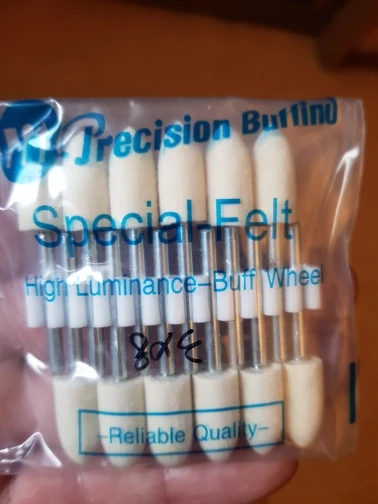 Precision Buffing
Special-Felt
High Luminance-Buff Wheel
-Reliable Quality-